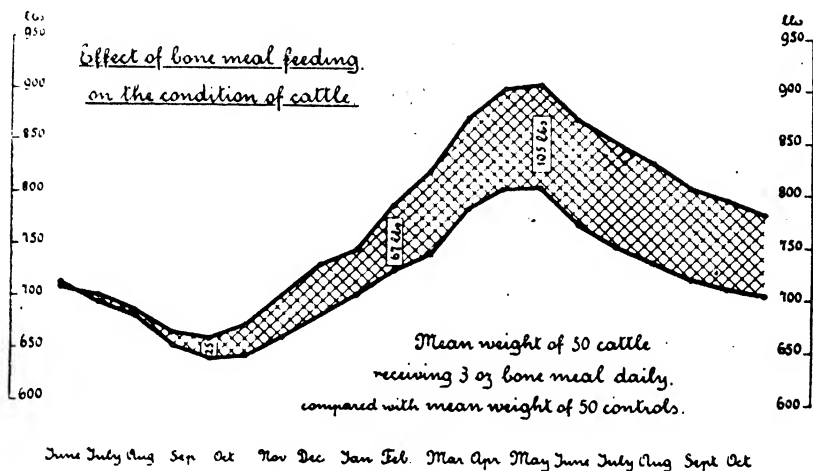 lbs
lbs
950
950
Effect of bone meal feeding
on the condition of cattle.
900
900
850
850
105 lbs
800
800
67 lbs
750
750
700
700
25
650
650
Mean weight of 50 cattle
receiving 3 oz bone meal daily.
compared with mean weight of 50 controls.
600
600
June July Aug Sep Oct Nov Dec Jan Feb. Mar Apr May June July Aug Sept Oct